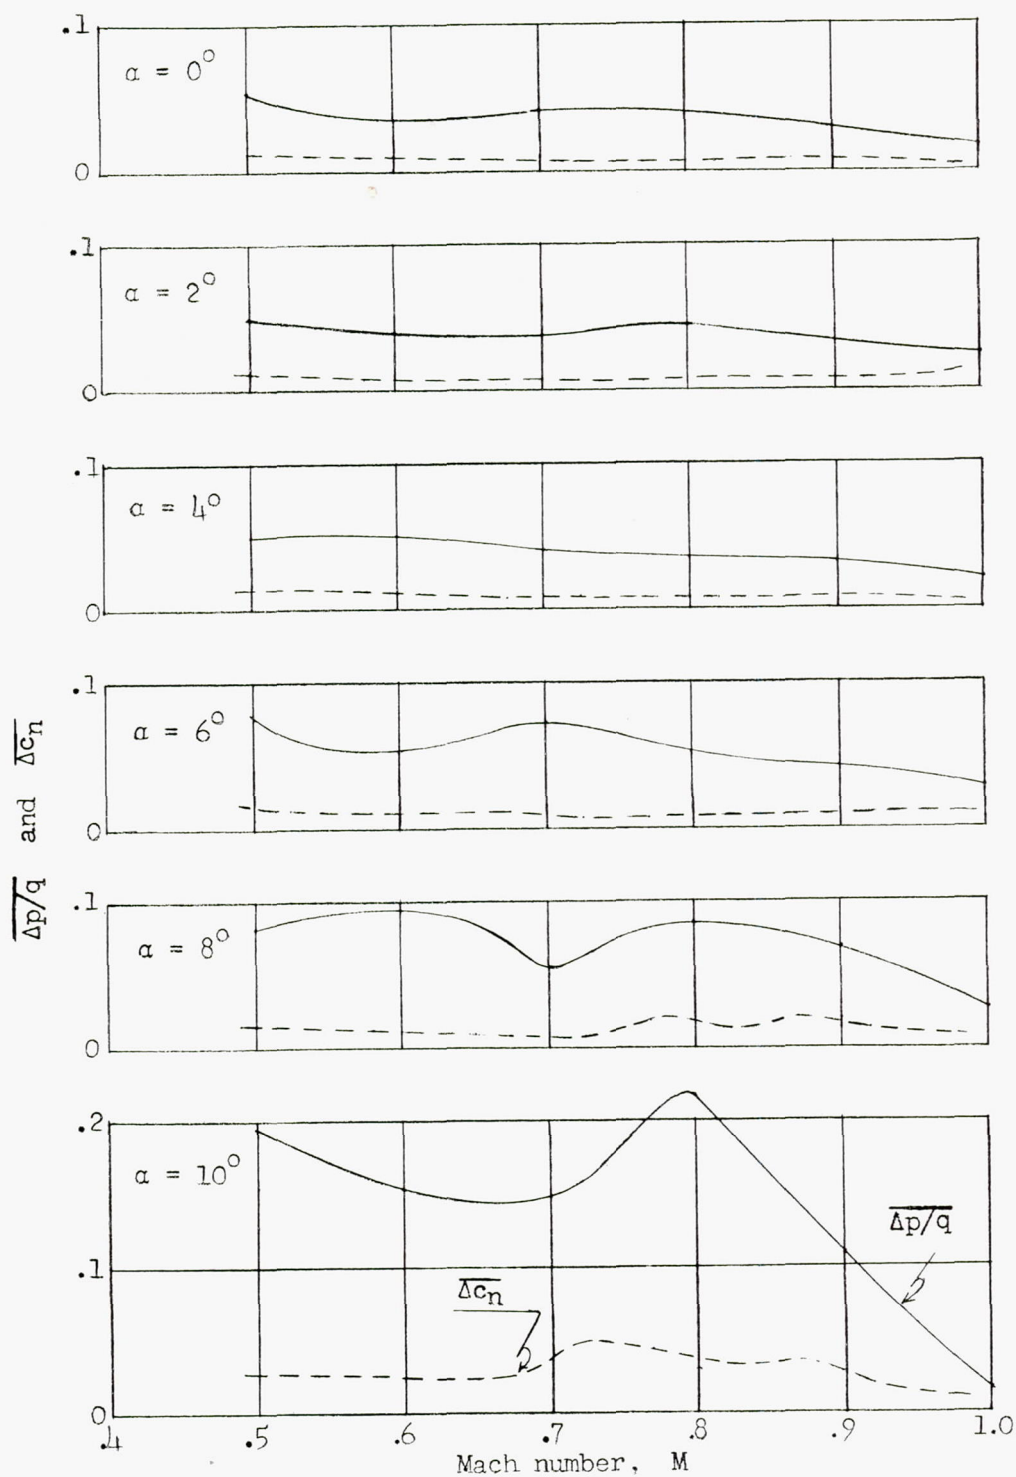 .1
α = 0°
0
.1
α = 2°
0
.1
α = 4°
0
.1
α = 6°
0
.1
α = 8°
0
.2
α = 10°
.1
0
Δp/q
Δcn
Δp/q and Δcn
.4 .5 .6 .7 .8 .9 1.0
Mach number, M